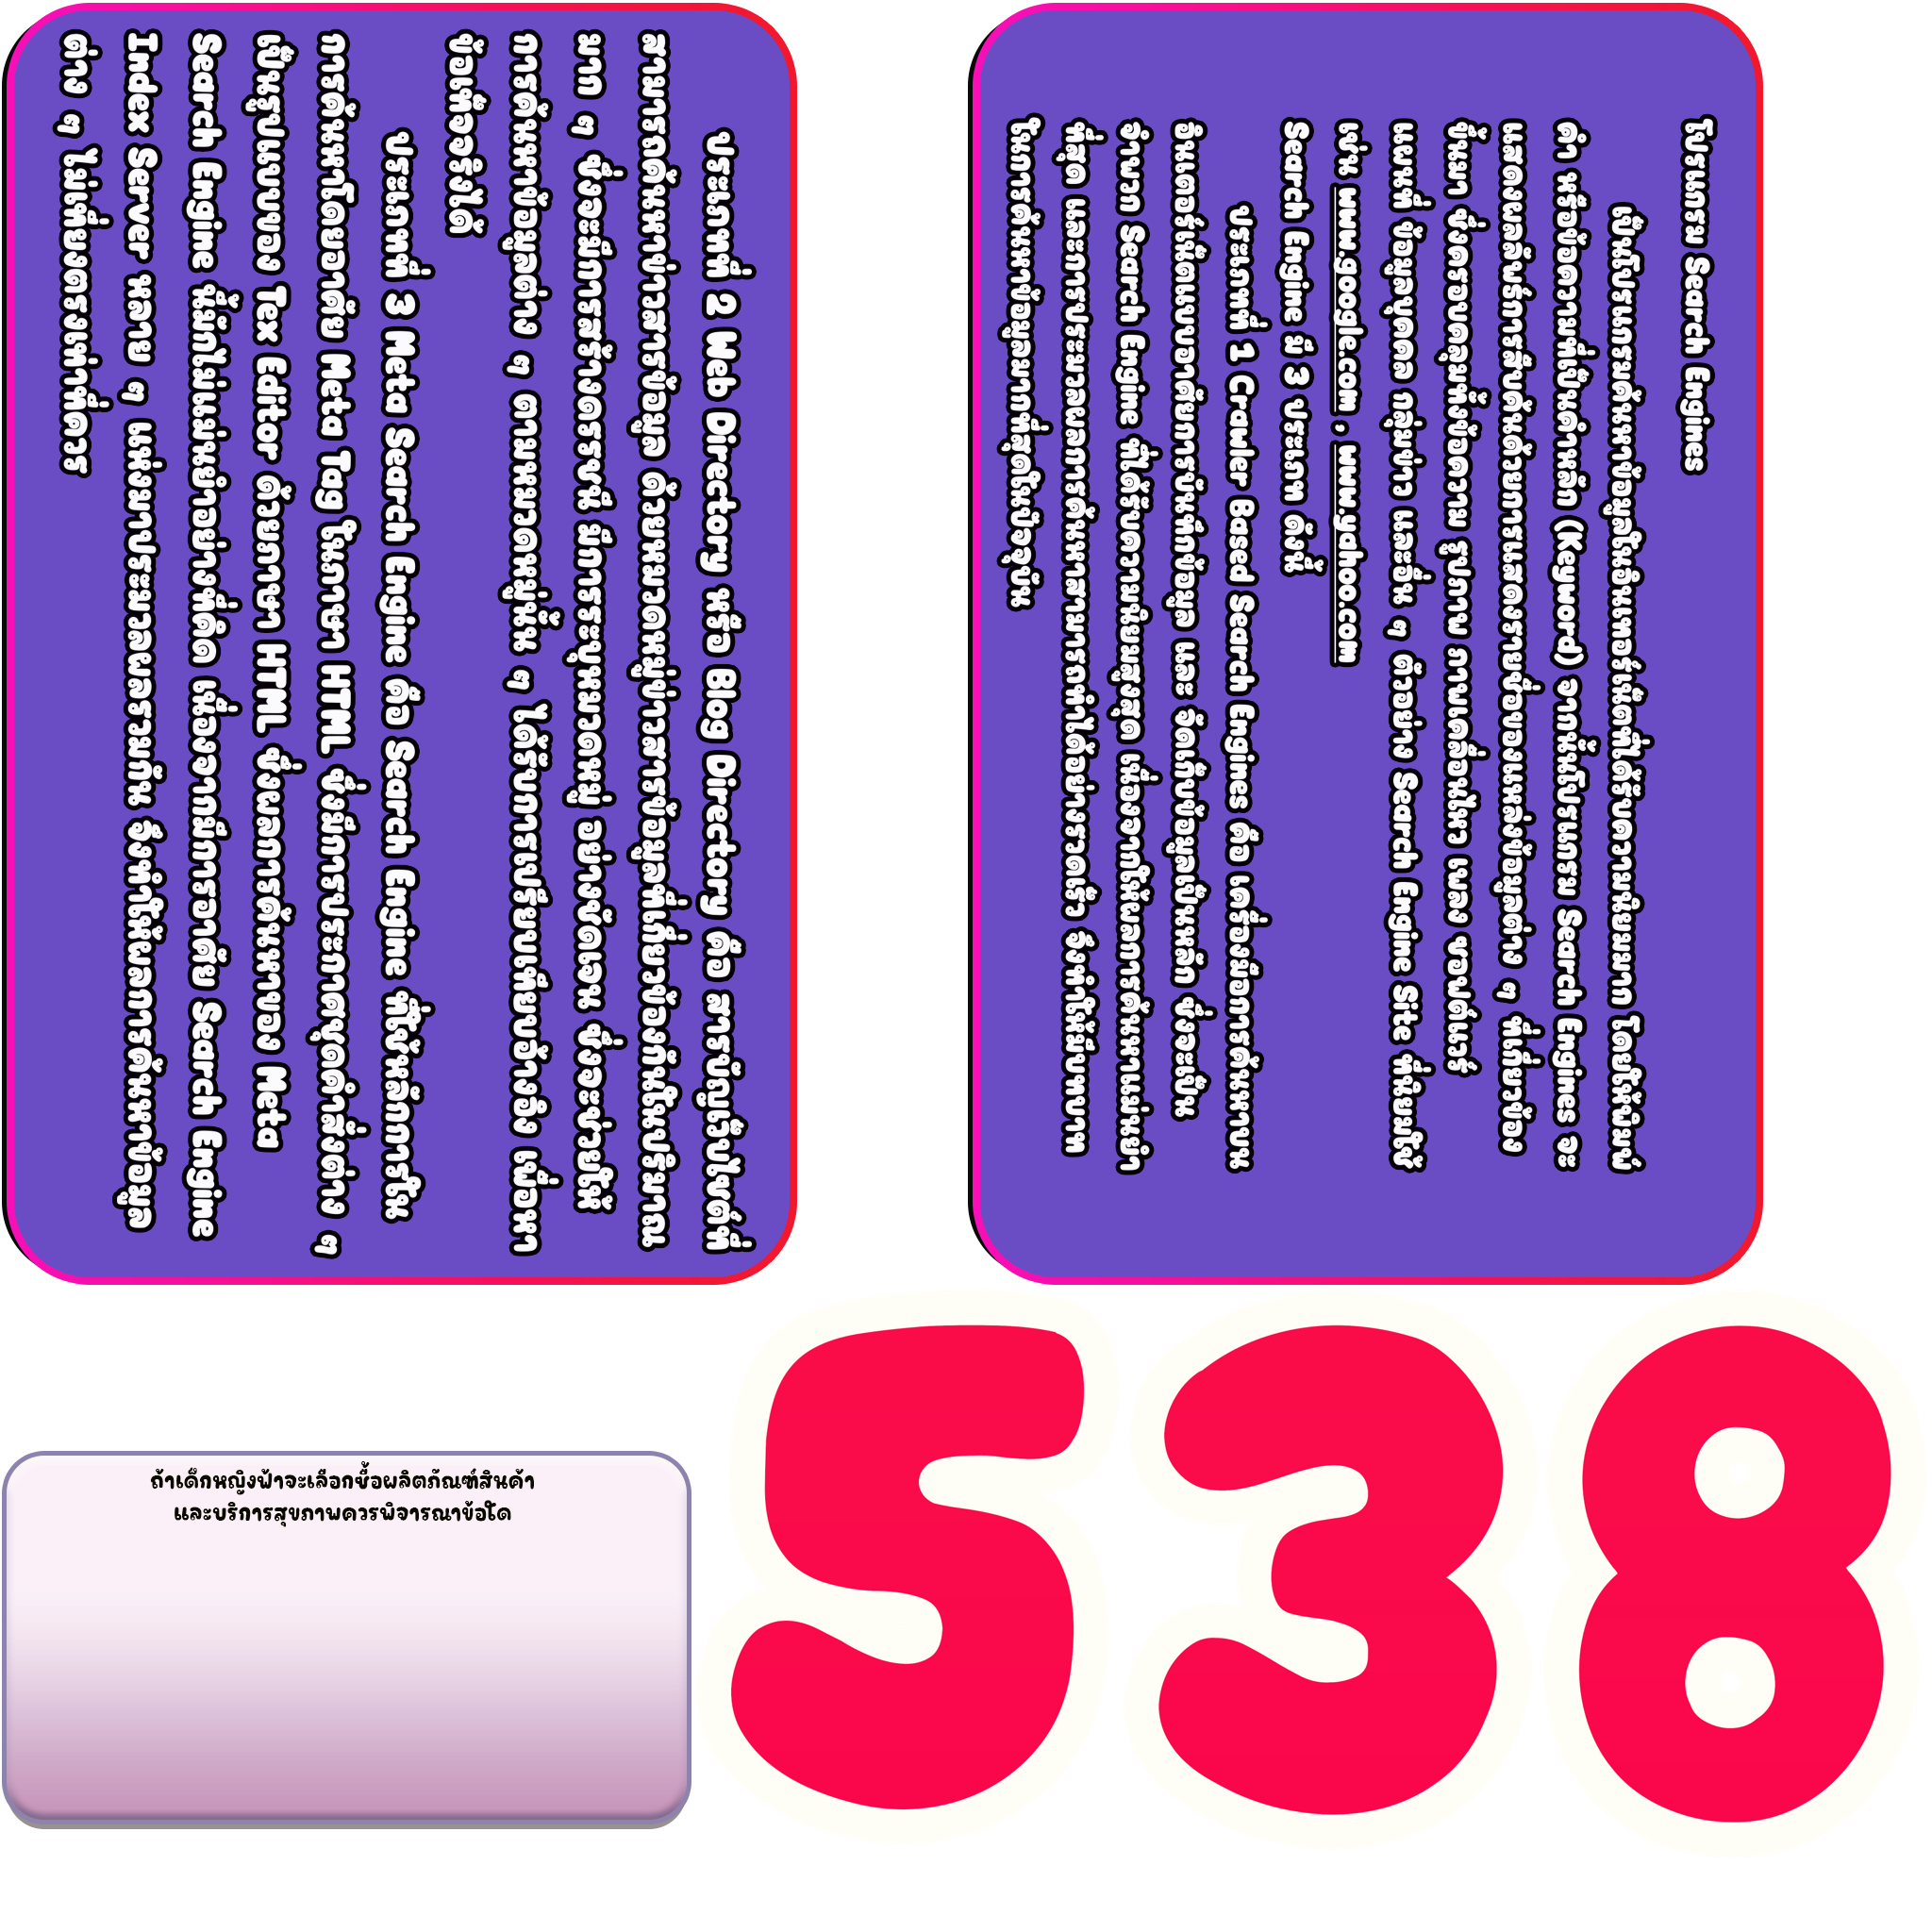 โปรแกรม Search Engines
เป็นโปรแกรมค้นหาข้อมูลในอินเทอร์เน็ตที่ได้รับความนิยมมาก โดยให้พิมพ์
คำ หรือข้อความที่เป็นคำหลัก (Keyword) จากนั้นโปรแกรม Search Engines จะ
แสดงผลลัพธ์การสืบค้นด้วยการแสดงรายชื่อของแหล่งข้อมูลต่าง ๆ ที่เกี่ยวข้อง
ขึ้นมา ซึ่งครอบคลุมทั้งข้อความ รูปภาพ ภาพเคลื่อนไหว เพลง ซอฟต์แวร์
แผนที่ ข้อมูลบุคคล กลุ่มข่าว และอื่น ๆ ตัวอย่าง Search Engine Site ที่นิยมใช้
เช่น www.google.com , www.yahoo.com
Search Engine มี 3 ประเภท ดังนี้
ประเภทที่ 1 Crawler Based Search Engines คือ เครื่องมือการค้นหาบน
อินเตอร์เน็ตแบบอาศัยการบันทึกข้อมูล และ จัดเก็บข้อมูลเป็นหลัก ซึ่งจะเป็น
จำพวก Search Engine ที่ได้รับความนิยมสูงสุด เนื่องจากให้ผลการค้นหาแม่นยำ
ที่สุด และการประมวลผลการค้นหาสามารถทำได้อย่างรวดเร็ว จึงทำให้มีบทบาท
ในการค้นหาข้อมูลมากที่สุดในปัจจุบัน
ประเภทที่ 2 Web Directory หรือ Blog Directory คือ สารบัญเว็บไซต์ที่
สามารถค้นหาข่าวสารข้อมูล ด้วยหมวดหมู่ข่าวสารข้อมูลที่เกี่ยวข้องกันในปริมาณ
มาก ๆ ซึ่งจะมีการสร้างดรรชนี มีการระบุหมวดหมู่ อย่างชัดเจน ซึ่งจะช่วยให้
การค้นหาข้อมูลต่าง ๆ ตามหมวดหมู่นั้น ๆ ได้รับการเปรียบเทียบอ้างอิง เพื่อหา
ข้อเท็จจริงได้
ประเภทที่ 3 Meta Search Engine คือ Search Engine ที่ใช้หลักการใน
การค้นหาโดยอาศัย Meta Tag ในภาษา HTML ซึ่งมีการประกาศชุดคำสั่งต่าง ๆ
เป็นรูปแบบของ Tex Editor ด้วยภาษา HTML ซึ่งผลการค้นหาของ Meta
Search Engine นี้มักไม่แม่นยำอย่างที่คิด เนื่องจากมีการอาศัย Search Engine
Index Server หลาย ๆ แห่งมาประมวลผลรวมกัน จึงทำให้ผลการค้นหาข้อมูล
ต่าง ๆ ไม่เที่ยงตรงเท่าที่ควร
538
ถ้าเด็กหญิงฟ้าจะเลือกซื้อผลิตภัณฑ์สินค้า
และบริการสุขภาพควรพิจารณาข้อใด